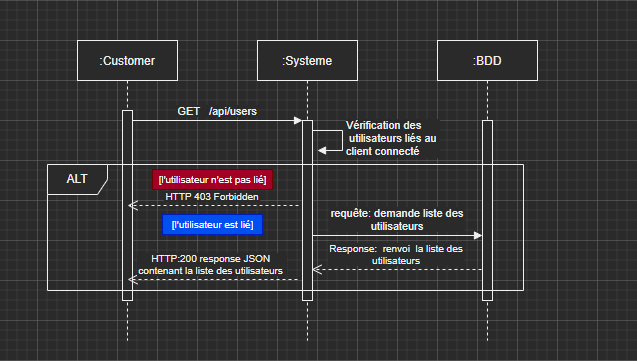 :Customer
:Systeme
:BDD
GET /api/users
Vérification des
utilisateurs liés au
client connecté
ALT
[l'utilisateur n'est pas lié]
HTTP 403 Forbidden
[l'utilisateur est lié]
requête: demande liste des
utilisateurs
Response: renvoi la liste des
utilisateurs
HTTP:200 response JSON
contenant la liste des utilisateurs